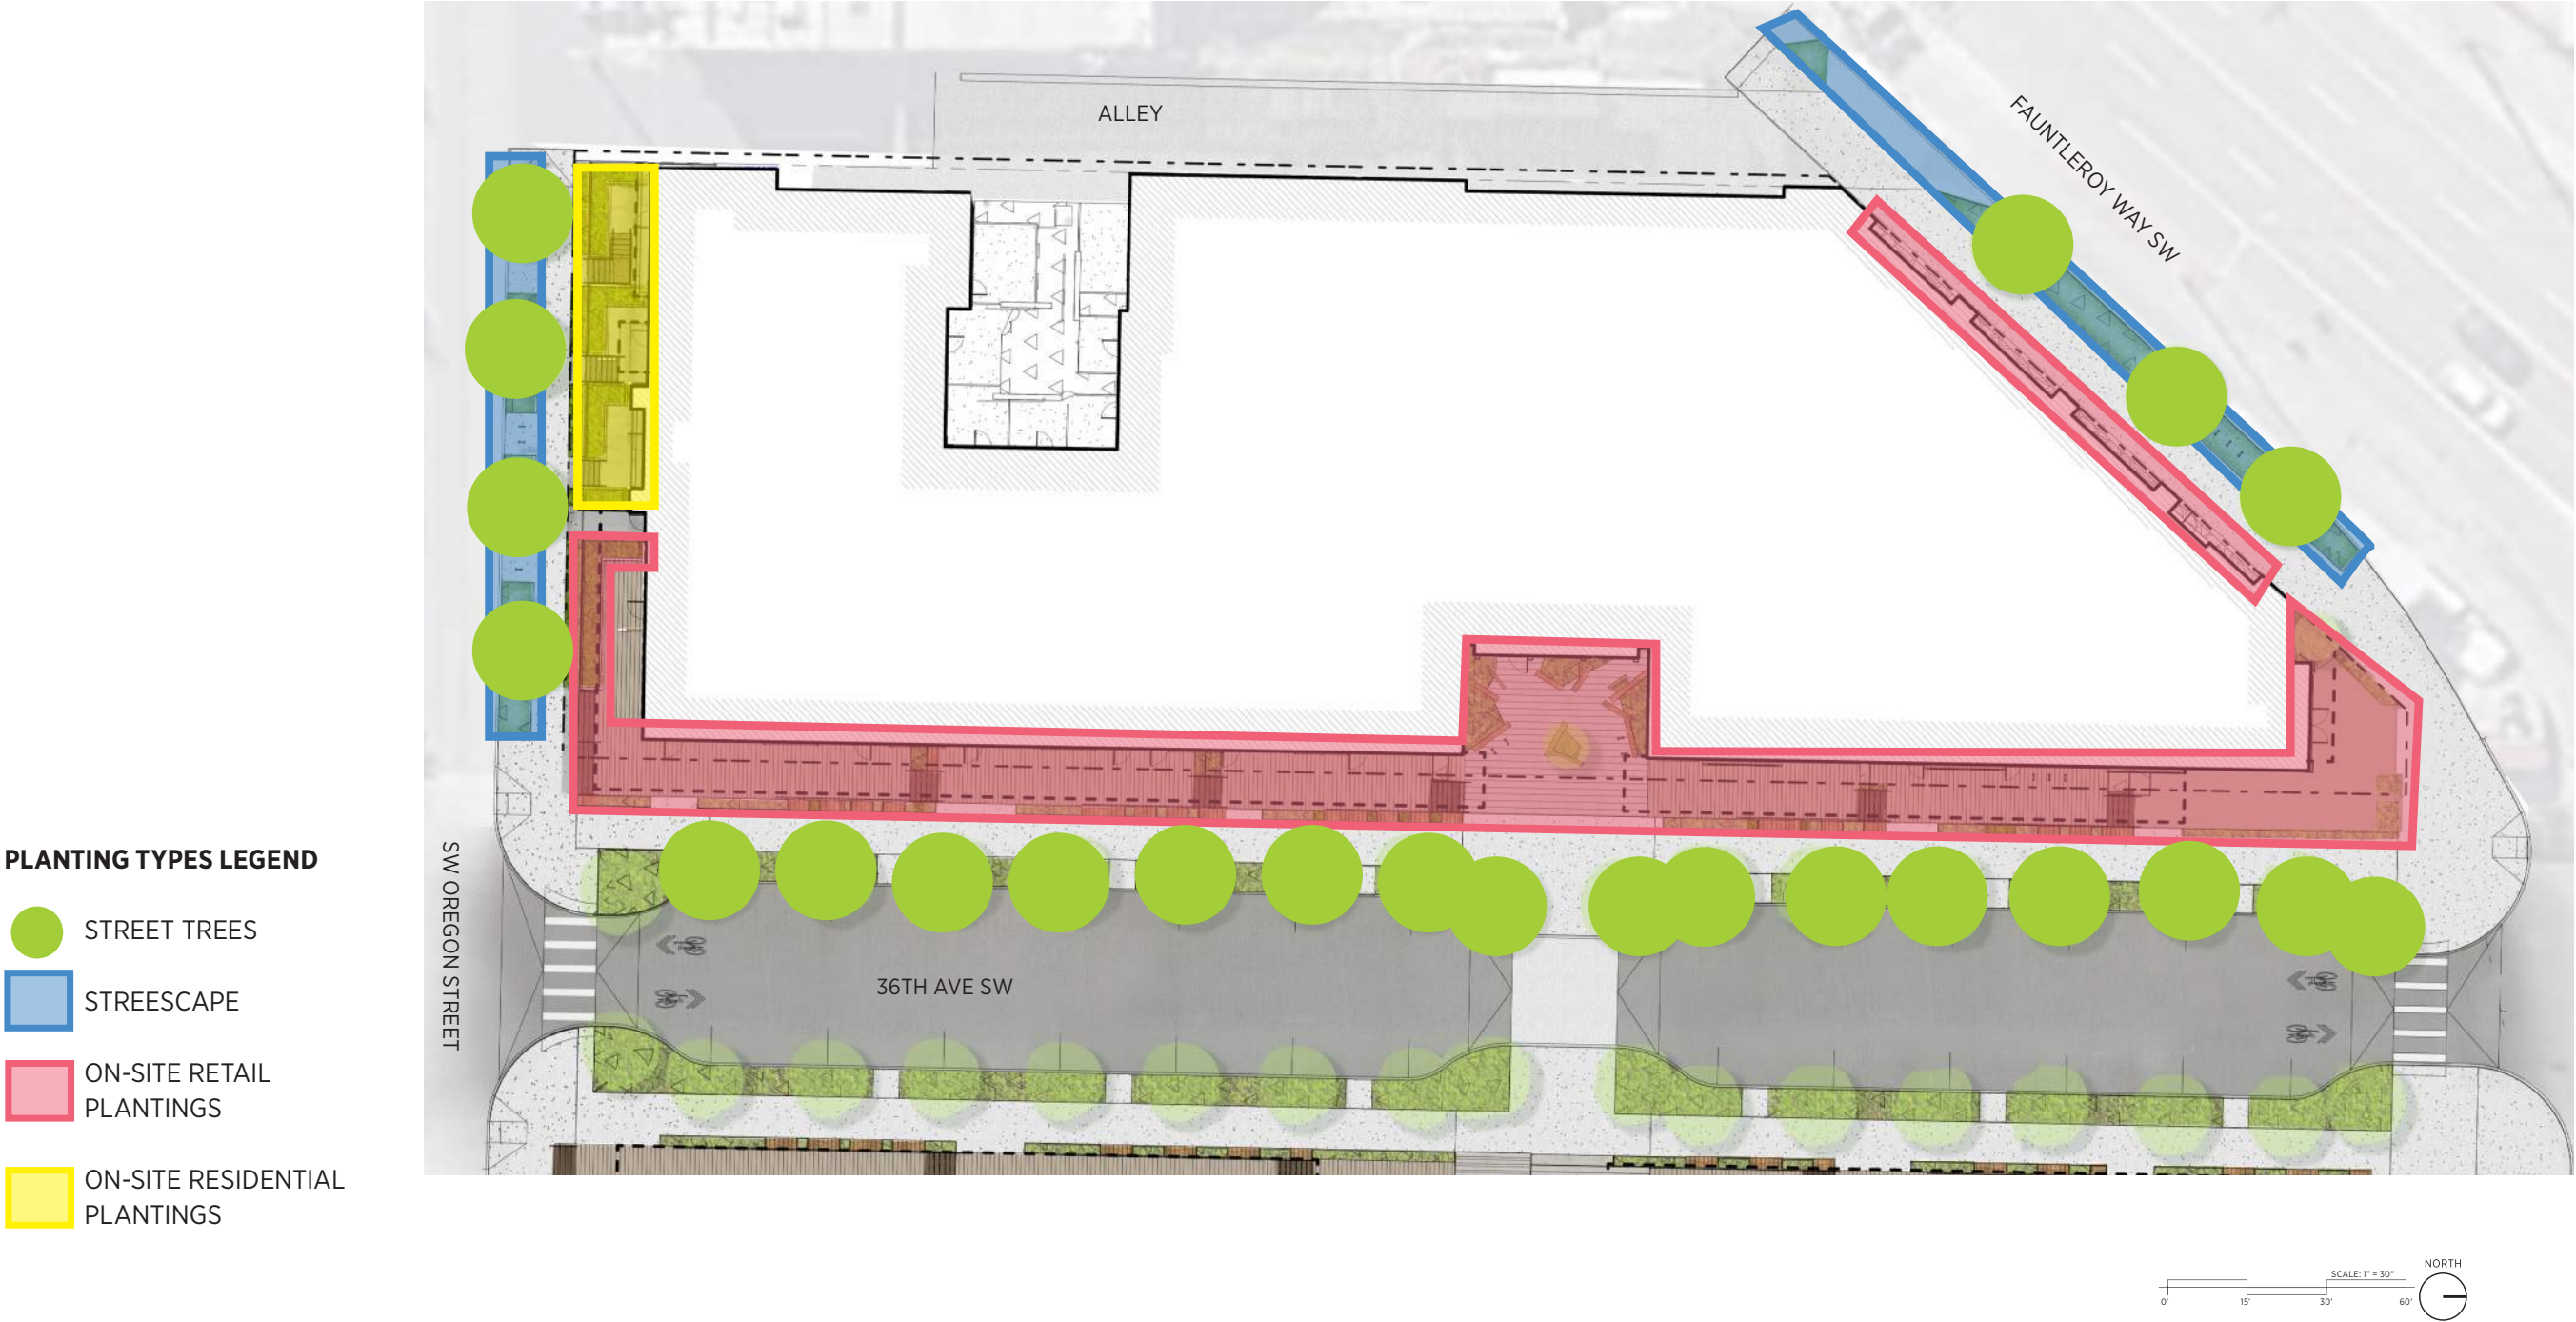 ALLEY
FAUNTLEROY WAY SW
SW OREGON STREET
36TH AVE SW
PLANTING TYPES LEGEND
STREET TREES
STREESCAPE
ON-SITE RETAIL
PLANTINGS
ON-SITE RESIDENTIAL
PLANTINGS
NORTH
SCALE: 1" = 30"
0'
15'
30'
60'